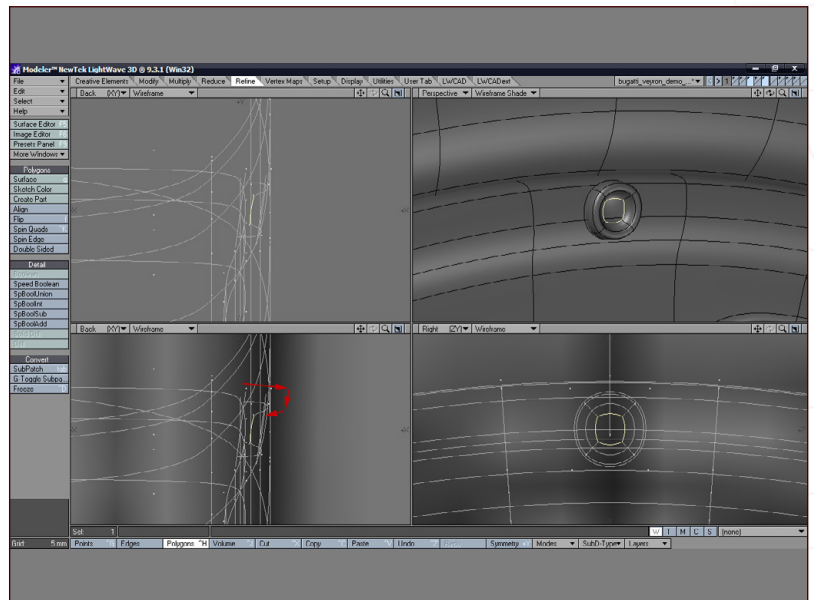 Modeler™ NewTek LightWave 3D ® 9.3.1 (Win32)
File Creative Elements Modify Multiply Reduce Refine Vertex Maps Setup Display Utilities User Tab LWCAD LWCADext bugatti_veyron_demo_... 1
Edit
Select
Help
Surface Editor F5
Image Editor F6
Presets Panel
More Windows
Polygons
Surface q
Sketch Color
Create Part
Align
Flip f
Spin Quads
Spin Edge
Double Sided
Detail
Boolean
Speed Boolean
SpBoolUnion
SpBoolInt
SpBoolSub
SpBoolAdd
Convert
SubPatch
G Toggle Subpa...
Freeze ^D
Back (XY) Wireframe
Perspective Wireframe Shade
Back (XY) Wireframe
Right (ZY) Wireframe
Sel: 1 W T M C S (none)
Grid: 5 mm Points Edges Polygons ^H Volume Cut Copy Paste Undo Symmetry Modes SubD-Type Layers